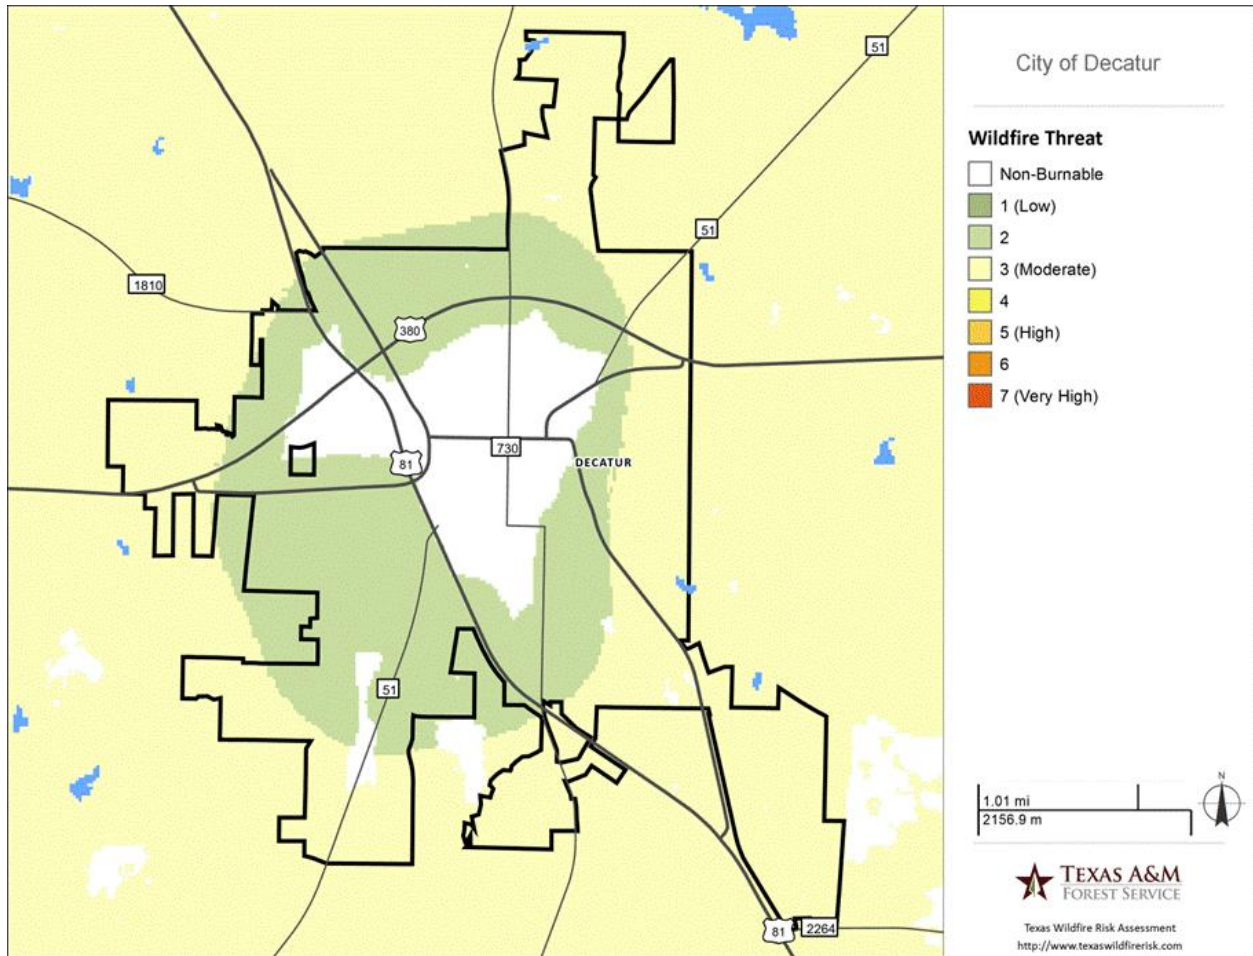 City of Decatur
Wildfire Threat
Non-Burnable
1 (Low)
2
3 (Moderate)
4
5 (High)
6
7 (Very High)
51
51
1810
380
730
81
DECATUR
51
81
2264
1.01 mi
2156.9 m
N
TEXAS A&M
FOREST SERVICE
Texas Wildfire Risk Assessment
http://www.texaswildfirerisk.com